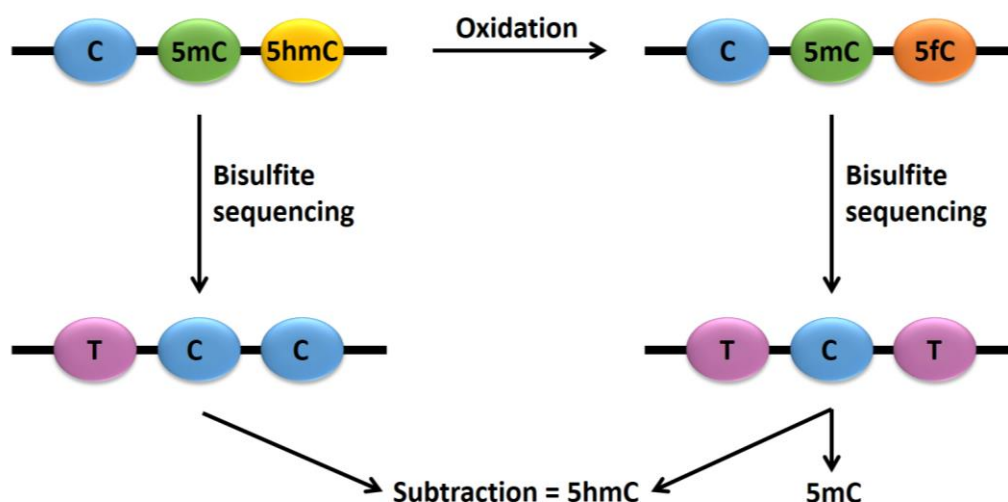 C 5mC 5hmC Oxidation C 5mC 5fC
Bisulfite Bisulfite
sequencing sequencing
T C C T C T
Subtraction = 5hmC 5mC